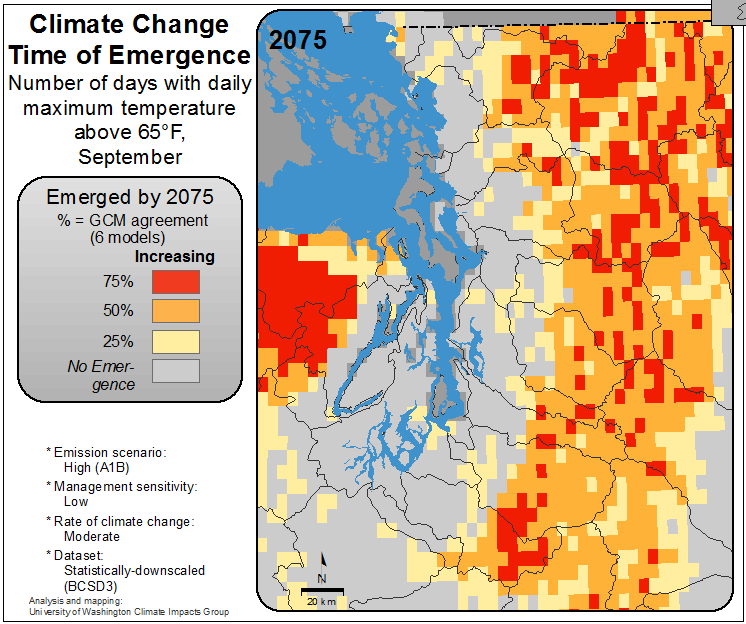 Climate Change
Time of Emergence
Number of days with daily
maximum temperature
above 65°F,
September
Emerged by 2075
% = GCM agreement
(6 models)
Increasing
75%
50%
25%
No Emer-
gence
* Emission scenario:
High (A1B)
* Management sensitivity:
Low
* Rate of climate change:
Moderate
* Dataset:
Statistically-downscaled
(BCSD3)
Analysis and mapping:
University of Washington Climate Impacts Group
2075
N
20 km